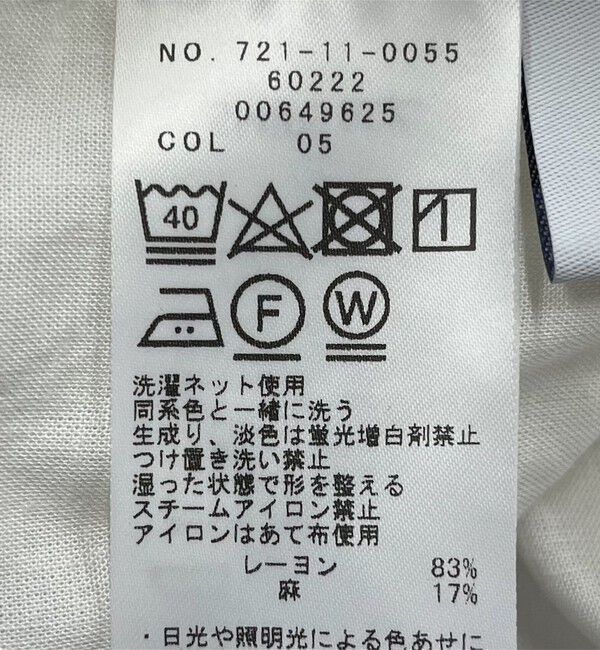 NO. 721-11-0055
60222
00649625
COL 05
40
F W
洗濯ネット使用
同系色と一緒に洗う
生成り、淡色は蛍光増白剤禁止
つけ置き洗い禁止
湿った状態で形を整える
スチームアイロン禁止
アイロンはあて布使用
レーヨン 83%
麻 17%
・日光や照明光による色あせに